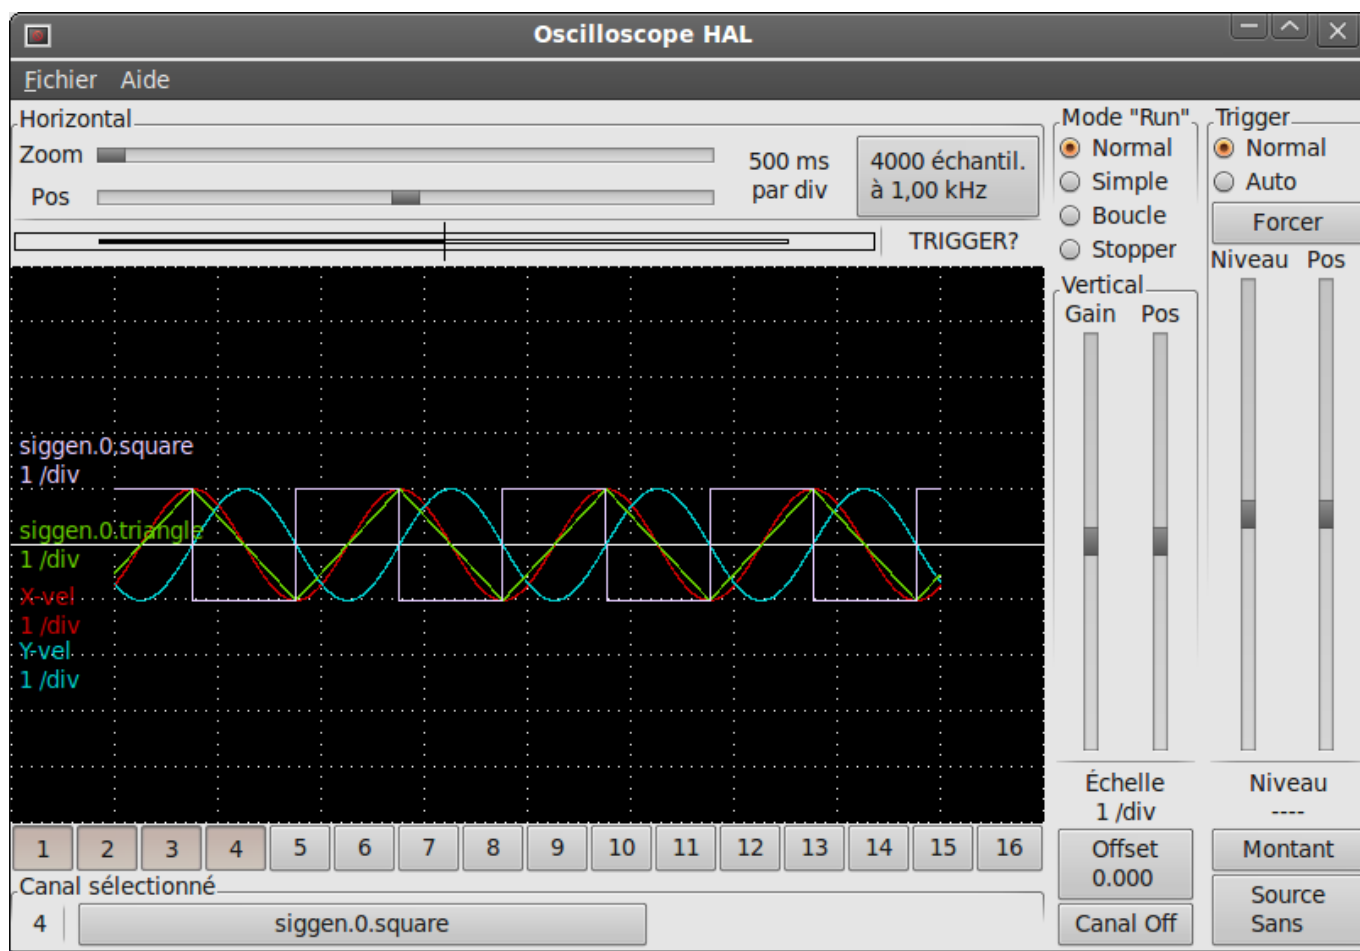 Oscilloscope HAL
Fichier Aide
Horizontal
Zoom
Pos
500 ms
par div
4000 échantil.
à 1,00 kHz
TRIGGER?
Mode "Run"
Normal
Simple
Boucle
Stopper
Trigger
Normal
Auto
Forcer
Niveau Pos
Vertical
Gain Pos
siggen.0.square
1 /div
siggen.0.triangle
1 /div
X-vel
1 /div
Y-vel
1 /div
Échelle
1 /div
Offset
0.000
Canal Off
Niveau
----
Montant
Source
Sans
1 2 3 4 5 6 7 8 9 10 11 12 13 14 15 16
Canal sélectionné
4 siggen.0.square